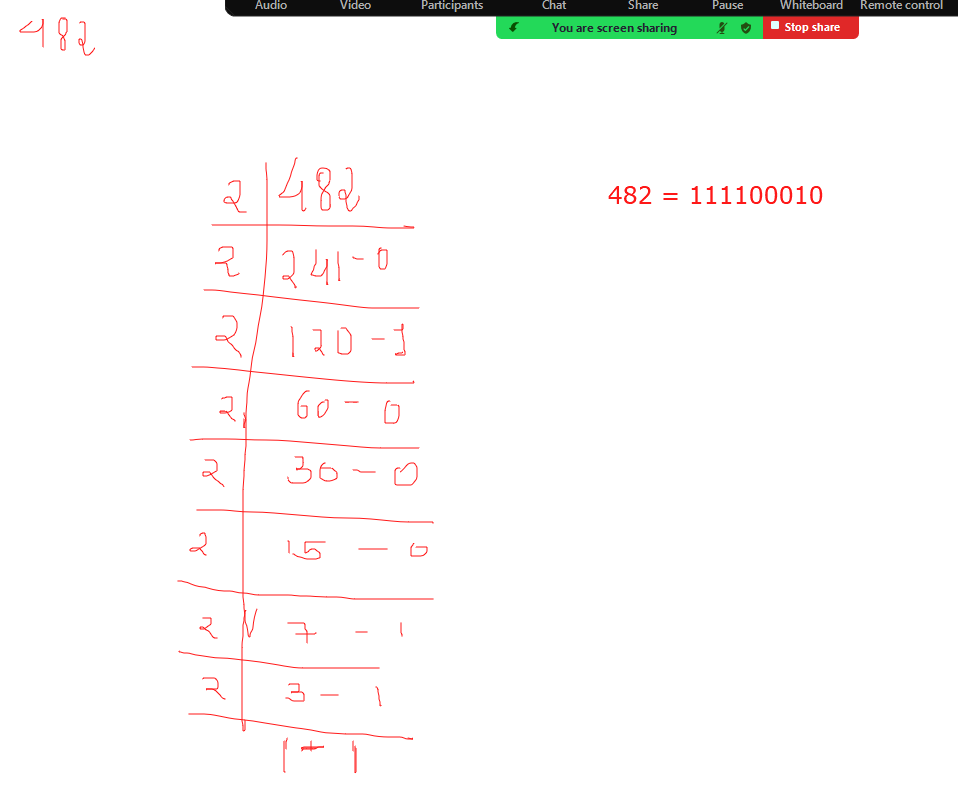 Audio Video Participants Chat Share Pause Whiteboard Remote control
You are screen sharing Stop share
482
2 482
482 = 111100010
2 241 - 0
2 120 - 1
2 60 - 0
2 30 - 0
2 15 - 0
2 7 - 1
2 3 - 1
1 - 1